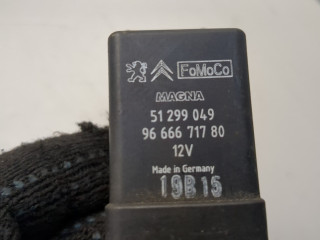 FoMoCo
MAGNA
51 299 049
96 666 717 80
12V
Made in Germany
19B15